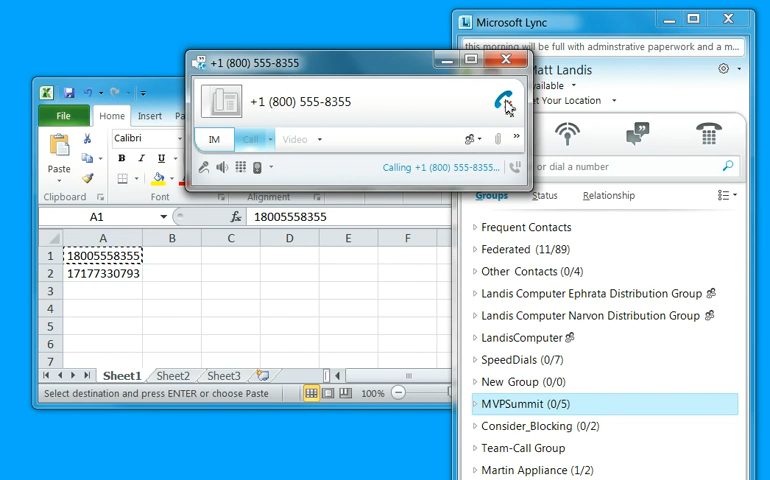 Microsoft Lync
this morning will be full with adminstrative paperwork and a m...
Matt Landis
vailable
et Your Location
or dial a number
Groups Status Relationship
Frequent Contacts
Federated (11/89)
Other Contacts (0/4)
Landis Computer Ephrata Distribution Group
Landis Computer Narvon Distribution Group
LandisComputer
SpeedDials (0/7)
New Group (0/0)
MVPSummit (0/5)
Consider_Blocking (0/2)
Team-Call Group
Martin Appliance (1/2)
+1 (800) 555-8355
+1 (800) 555-8355
IM Call Video
Calling +1 (800) 555-8355...
File Home Insert Pa
Paste
Calibri
B I U
Clipboard Font Alignment
A1 fx 18005558355
A B C D E F
1 18005558355
2 17177330793
3
4
5
6
7
Sheet1 Sheet2 Sheet3
Select destination and press ENTER or choose Paste 100%